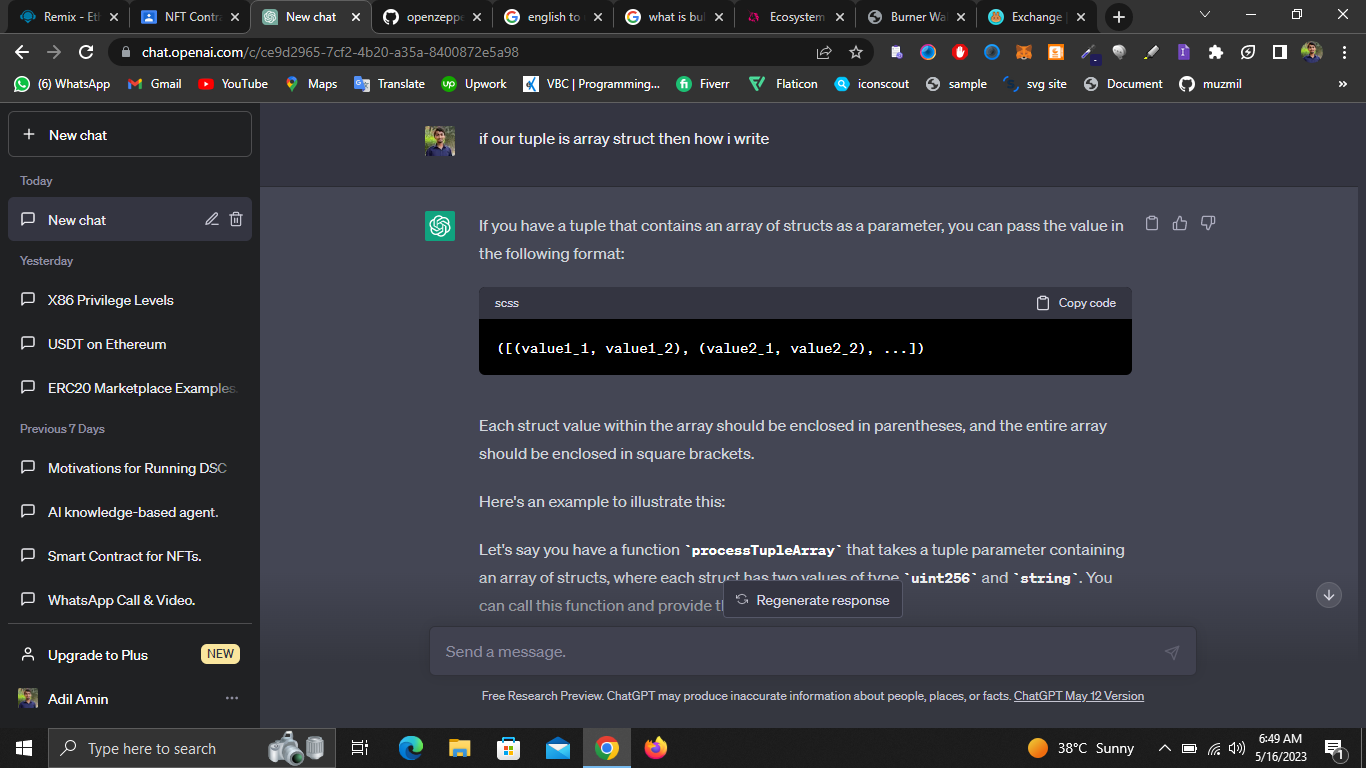 Remix - Eth
NFT Contra
New chat
openzeppe
english to
what is bul
Ecosystem
Burner Wal
Exchange |
chat.openai.com/c/ce9d2965-7cf2-4b20-a35a-8400872e5a98
(6) WhatsApp
Gmail
YouTube
Maps
Translate
Upwork
VBC | Programming...
Fiverr
Flaticon
iconscout
sample
svg site
Document
muzmil
»
+ New chat
Today
New chat
Yesterday
X86 Privilege Levels
USDT on Ethereum
ERC20 Marketplace Examples.
Previous 7 Days
Motivations for Running DSC
AI knowledge-based agent.
Smart Contract for NFTs.
WhatsApp Call & Video.
Upgrade to Plus
NEW
Adil Amin
if our tuple is array struct then how i write
If you have a tuple that contains an array of structs as a parameter, you can pass the value in
the following format:
scss
Copy code
([(value1_1, value1_2), (value2_1, value2_2), ...])
Each struct value within the array should be enclosed in parentheses, and the entire array
should be enclosed in square brackets.
Here's an example to illustrate this:
Let's say you have a function `processTupleArray` that takes a tuple parameter containing
an array of structs, where each struct has two values of type `uint256` and `string`. You
can call this function and provide th
Regenerate response
Send a message.
Free Research Preview. ChatGPT may produce inaccurate information about people, places, or facts. ChatGPT May 12 Version
Type here to search
38°C Sunny
6:49 AM
5/16/2023
1